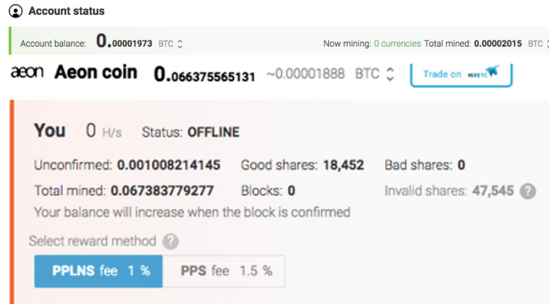 Account status
Account balance: 0.00001973 BTC Now mining: 0 currencies Total mined: 0.00002015 BTC
aeon Aeon coin 0.066375565131 ~0.00001888 BTC Trade on
You 0 H/s Status: OFFLINE
Unconfirmed: 0.001008214145 Good shares: 18,452 Bad shares: 0
Total mined: 0.067383779277 Blocks: 0 Invalid shares: 47,545 ?
Your balance will increase when the block is confirmed
Select reward method ?
PPLNS fee 1 % PPS fee 1.5 %